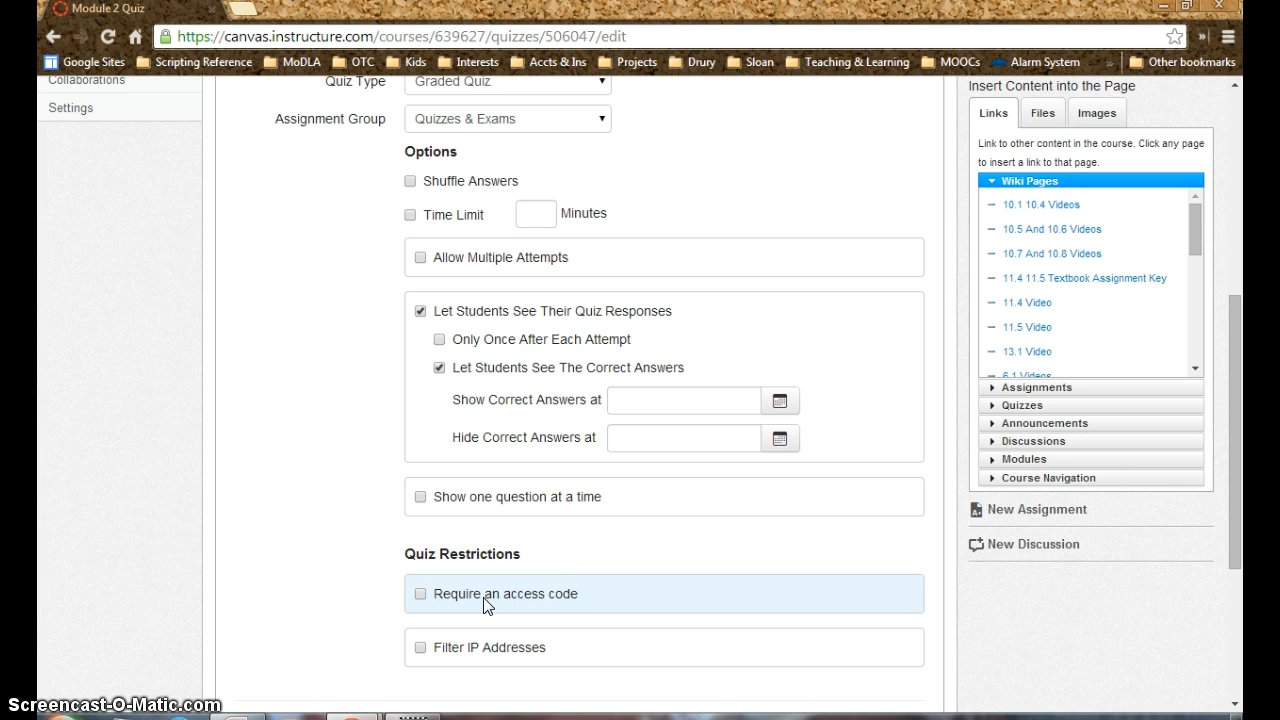 Module 2 Quiz
https://canvas.instructure.com/courses/639627/quizzes/506047/edit
Google Sites Scripting Reference MoDLA OTC Kids Interests Accts & Ins Projects Drury Sloan Teaching & Learning MOOCs Alarm System » Other bookmarks
Collaborations
Settings
Quiz Type Graded Quiz
Assignment Group Quizzes & Exams
Options
Shuffle Answers
Time Limit Minutes
Allow Multiple Attempts
Let Students See Their Quiz Responses
Only Once After Each Attempt
Let Students See The Correct Answers
Show Correct Answers at
Hide Correct Answers at
Show one question at a time
Quiz Restrictions
Require an access code
Filter IP Addresses
Insert Content into the Page
Links Files Images
Link to other content in the course. Click any page
to insert a link to that page.
Wiki Pages
10.1 10.4 Videos
10.5 And 10.6 Videos
10.7 And 10.8 Videos
11.4 11.5 Textbook Assignment Key
11.4 Video
11.5 Video
13.1 Video
6.1 Videos
Assignments
Quizzes
Announcements
Discussions
Modules
Course Navigation
New Assignment
New Discussion
Screencast-O-Matic.com